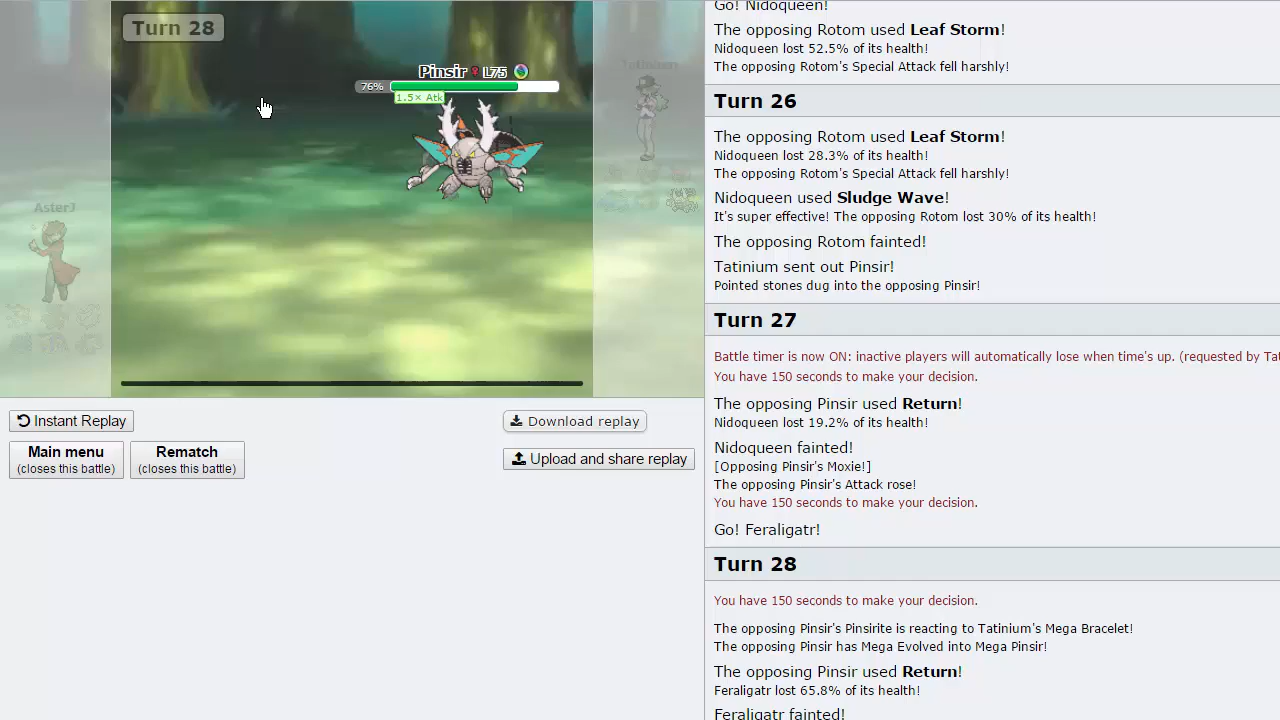 Turn 28
Pinsir L75
76%
1.5× Atk
AsterJ
Instant Replay
Download replay
Main menu
(closes this battle)
Rematch
(closes this battle)
Upload and share replay
Go! Nidoqueen!
The opposing Rotom used Leaf Storm!
Nidoqueen lost 52.5% of its health!
The opposing Rotom's Special Attack fell harshly!
Turn 26
The opposing Rotom used Leaf Storm!
Nidoqueen lost 28.3% of its health!
The opposing Rotom's Special Attack fell harshly!
Nidoqueen used Sludge Wave!
It's super effective! The opposing Rotom lost 30% of its health!
The opposing Rotom fainted!
Tatinium sent out Pinsir!
Pointed stones dug into the opposing Pinsir!
Turn 27
Battle timer is now ON: inactive players will automatically lose when time's up. (requested by Tat
You have 150 seconds to make your decision.
The opposing Pinsir used Return!
Nidoqueen lost 19.2% of its health!
Nidoqueen fainted!
[Opposing Pinsir's Moxie!]
The opposing Pinsir's Attack rose!
You have 150 seconds to make your decision.
Go! Feraligatr!
Turn 28
You have 150 seconds to make your decision.
The opposing Pinsir's Pinsirite is reacting to Tatinium's Mega Bracelet!
The opposing Pinsir has Mega Evolved into Mega Pinsir!
The opposing Pinsir used Return!
Feraligatr lost 65.8% of its health!
Feraligatr fainted!